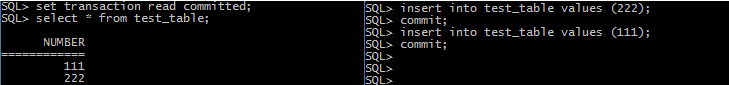 SQL> set transaction read committed;
SQL> select * from test_table;
NUMBER
============
111
222
SQL> insert into test_table values (222);
SQL> commit;
SQL> insert into test_table values (111);
SQL> commit;
SQL>
SQL>
SQL>